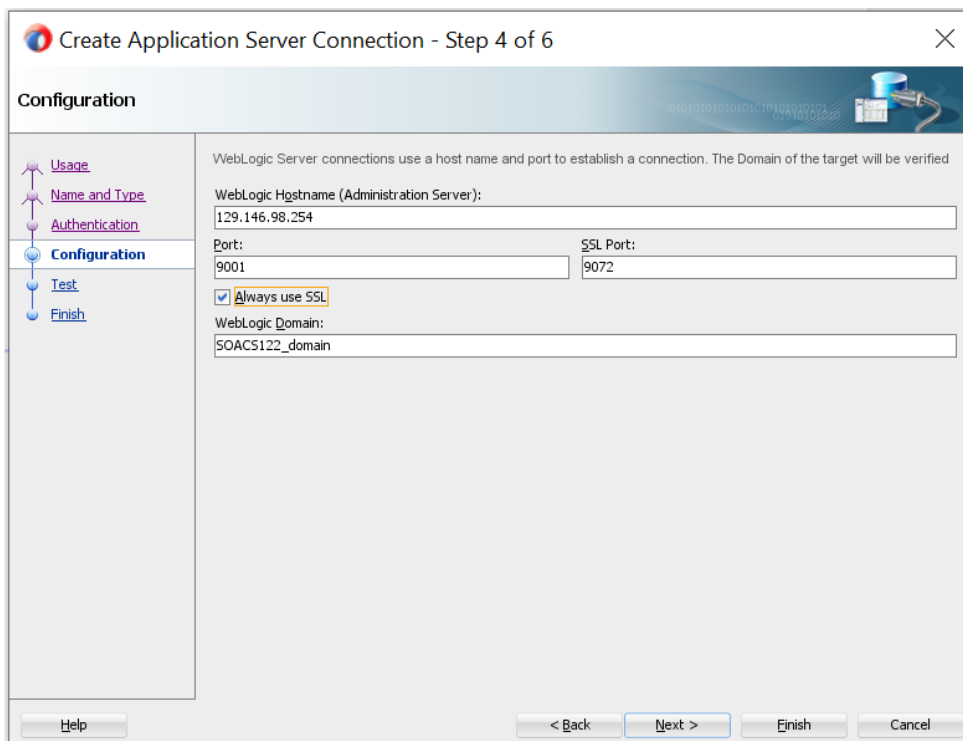 Create Application Server Connection - Step 4 of 6
Configuration
0101010101010101010101010101
01010101010
Usage
Name and Type
Authentication
Configuration
Test
Finish
WebLogic Server connections use a host name and port to establish a connection. The Domain of the target will be verified
WebLogic Hostname (Administration Server):
129.146.98.254
Port:
SSL Port:
9001
9072
Always use SSL
WebLogic Domain:
SOACS122_domain
Help
< Back
Next >
Finish
Cancel